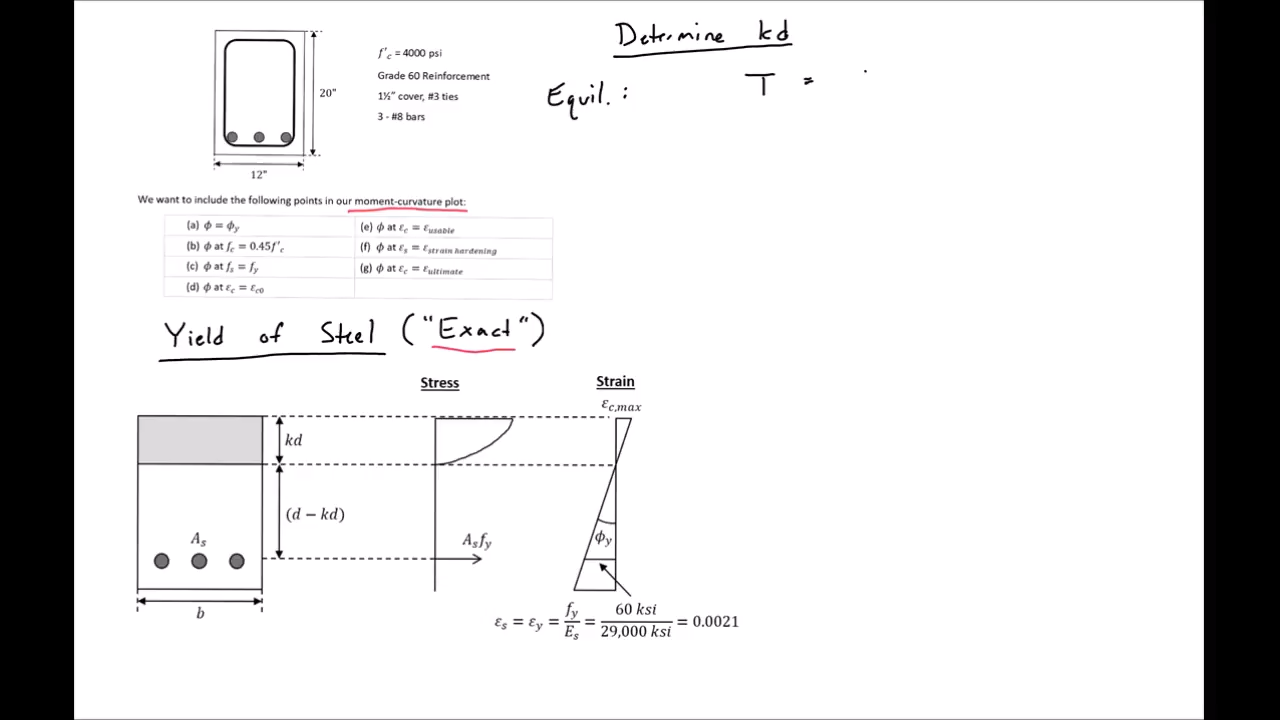 Determine kd
Equil. : T =
f'c = 4000 psi
Grade 60 Reinforcement
1½" cover, #3 ties
3 - #8 bars
20"
12"
We want to include the following points in our moment-curvature plot:
(a) ϕ = ϕy
(e) ϕ at εc = εusable
(b) ϕ at fc = 0.45f'c
(f) ϕ at εs = εstrain hardening
(c) ϕ at fs = fy
(g) ϕ at εc = εultimate
(d) ϕ at εc = εc0
Yield of Steel ("Exact")
Stress
Strain
εc,max
kd
(d − kd)
As
Asfy
ϕy
b
εs = εy = fy/Es = 60 ksi/29,000 ksi = 0.0021